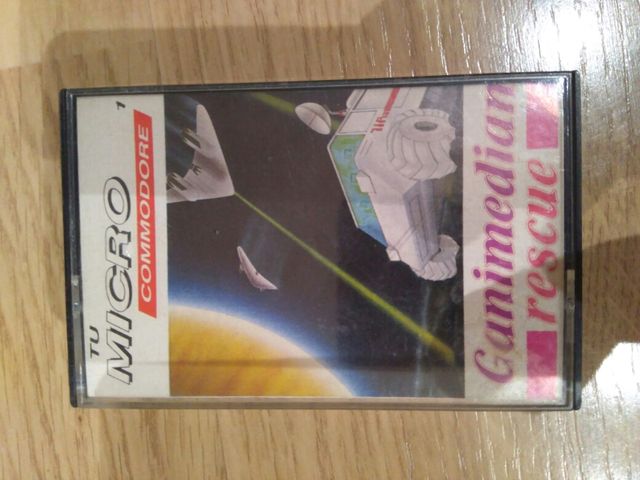 TU
MICRO
COMMODORE
1
Ganimedian
rescue